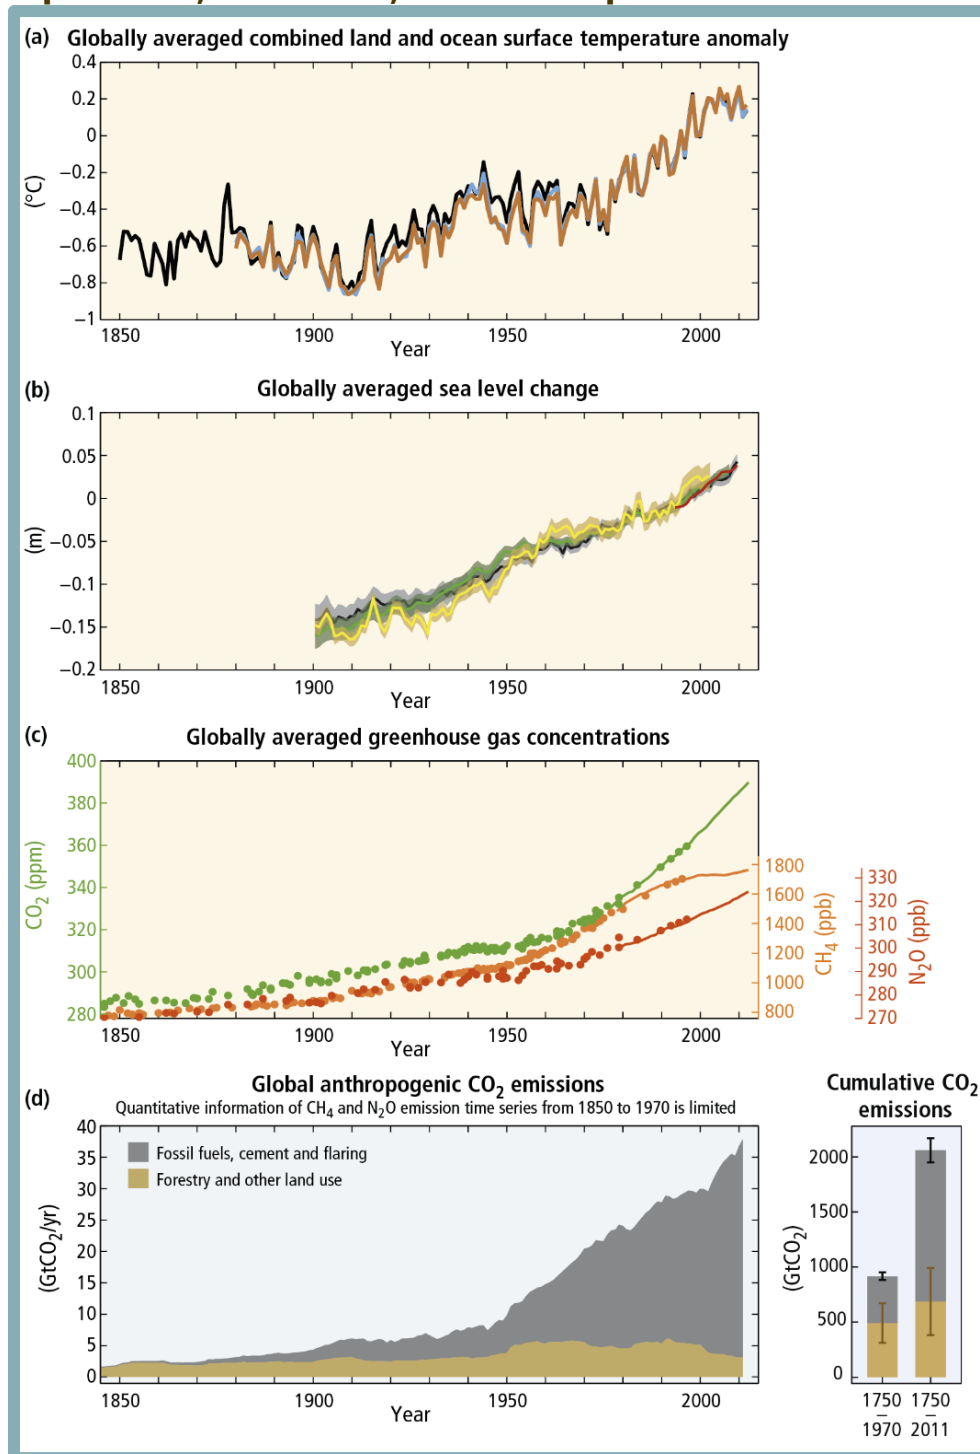 (a) Globally averaged combined land and ocean surface temperature anomaly
0.4
0.2
0
−0.2
−0.4
−0.6
−0.8
−1
(°C)
1850 1900 1950 2000
Year
(b) Globally averaged sea level change
0.1
0.05
0
−0.05
−0.1
−0.15
−0.2
(m)
1850 1900 1950 2000
Year
(c) Globally averaged greenhouse gas concentrations
400
380
360
340
320
300
280
CO2 (ppm)
1800
1600
1400
1200
1000
800
CH4 (ppb)
330
320
310
300
290
280
270
N2O (ppb)
1850 1900 1950 2000
Year
(d) Global anthropogenic CO2 emissions
Quantitative information of CH4 and N2O emission time series from 1850 to 1970 is limited
40
35
30
25
20
15
10
5
0
(GtCO2/yr)
Fossil fuels, cement and flaring
Forestry and other land use
1850 1900 1950 2000
Year
Cumulative CO2
emissions
2000
1500
1000
500
0
(GtCO2)
1750 1750
– –
1970 2011